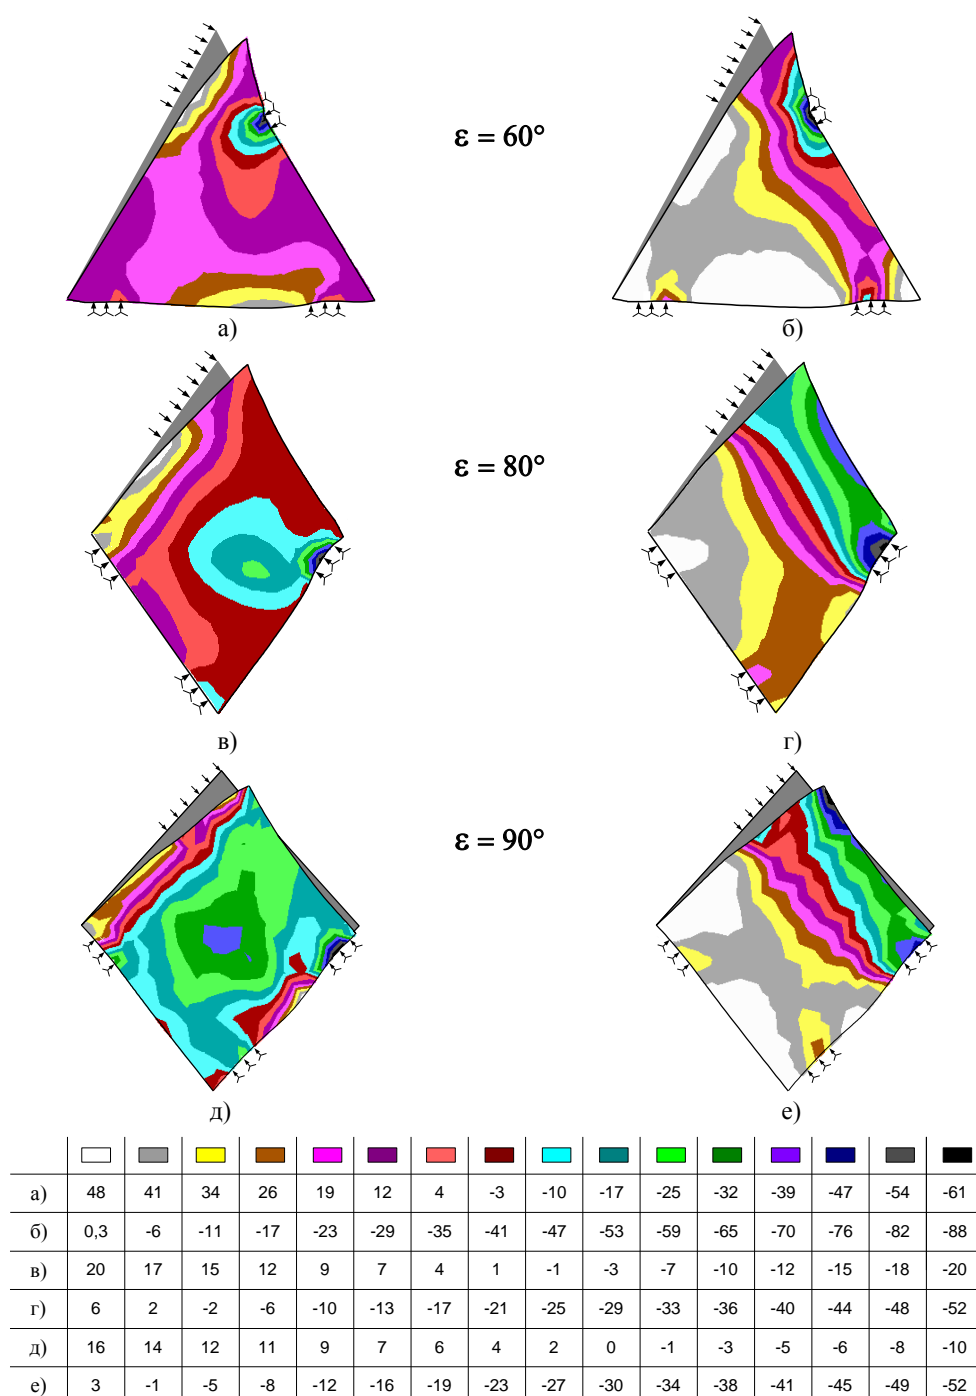 ε = 60°
а) б)
ε = 80°
в) г)
ε = 90°
д) е)
а) 48 41 34 26 19 12 4 -3 -10 -17 -25 -32 -39 -47 -54 -61
б) 0,3 -6 -11 -17 -23 -29 -35 -41 -47 -53 -59 -65 -70 -76 -82 -88
в) 20 17 15 12 9 7 4 1 -1 -3 -7 -10 -12 -15 -18 -20
г) 6 2 -2 -6 -10 -13 -17 -21 -25 -29 -33 -36 -40 -44 -48 -52
д) 16 14 12 11 9 7 6 4 2 0 -1 -3 -5 -6 -8 -10
е) 3 -1 -5 -8 -12 -16 -19 -23 -27 -30 -34 -38 -41 -45 -49 -52